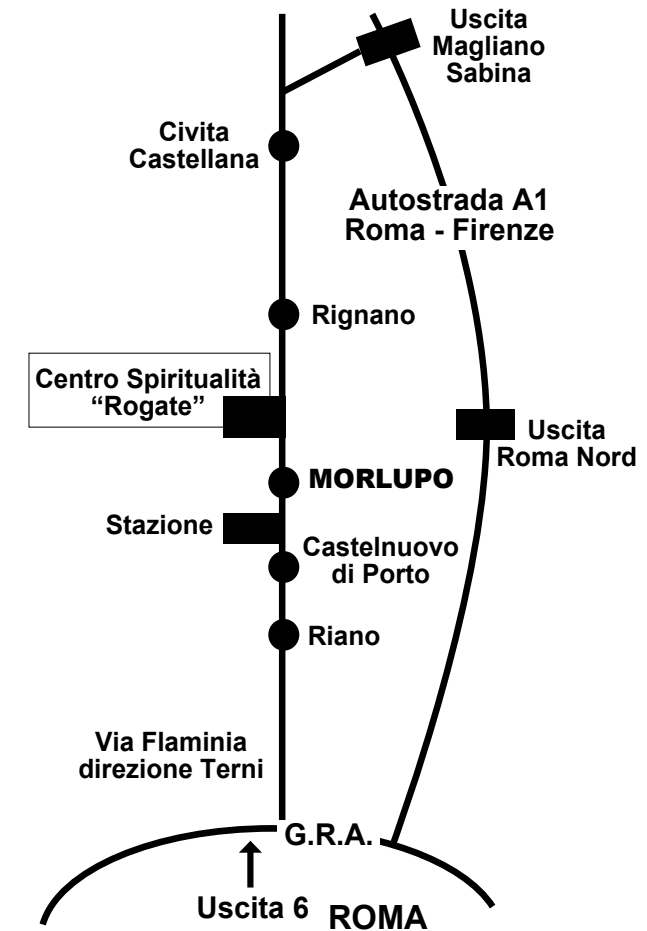 Uscita
Magliano
Sabina
Civita
Castellana
Autostrada A1
Roma - Firenze
Rignano
Centro Spiritualità
“Rogate”
Uscita
Roma Nord
MORLUPO
Stazione
Castelnuovo
di Porto
Riano
Via Flaminia
direzione Terni
G.R.A.
Uscita 6
ROMA